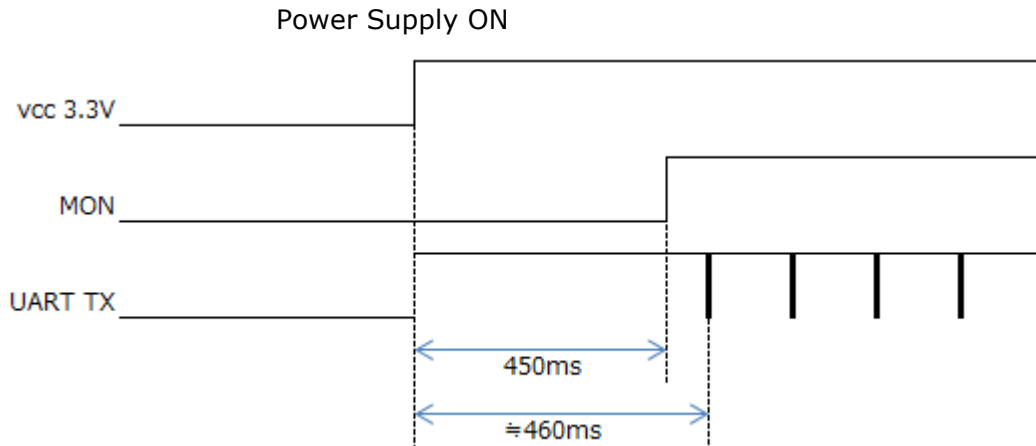 Power Supply ON
vcc 3.3V
MON
UART TX
450ms
≒460ms